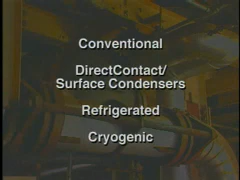 Conventional
DirectContact/
Surface Condensers
Refrigerated
Cryogenic